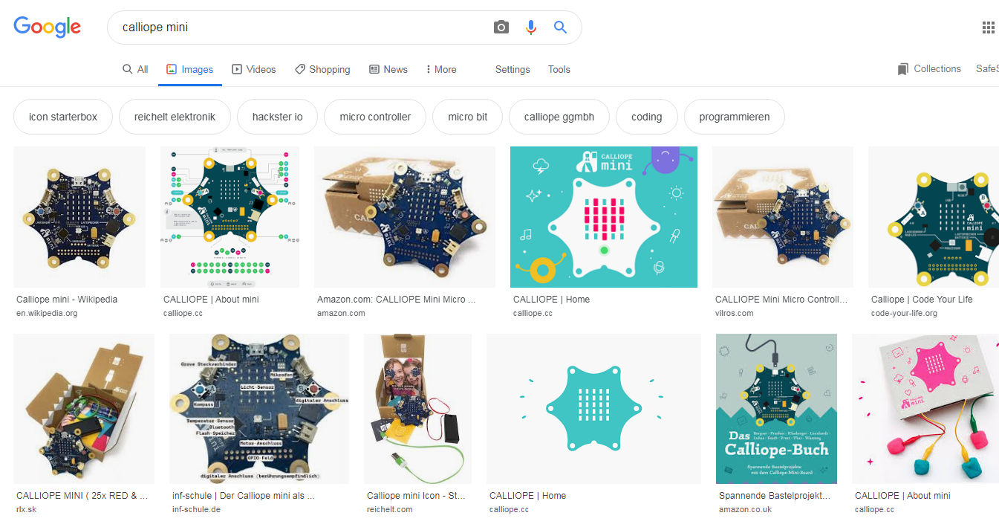 Google
calliope mini
All
Images
Videos
Shopping
News
More
Settings
Tools
Collections
SafeS
icon starterbox
reichelt elektronik
hackster io
micro controller
micro bit
calliope ggmbh
coding
programmieren
CALLIOPE
mini
Calliope mini - Wikipedia
en.wikipedia.org
CALLIOPE | About mini
calliope.cc
Amazon.com: CALLIOPE Mini Micro ...
amazon.com
CALLIOPE | Home
calliope.cc
CALLIOPE Mini Micro Controll...
vilros.com
Calliope | Code Your Life
code-your-life.org
Grove Steckverbinder
Mikrofon
Licht-Sensor
A
B
digitaler Anschluss
Kompass
Temperatur-Sensor
Bluetooth
Flash-Speicher
Motor-Anschluss
GPIO-Feld
digitaler Anschluss (berührungsempfindlich)
Das
Calliope-Buch
Spannende Bastelprojekte
mit dem Calliope-Mini-Board
CALLIOPE
mini
CALLIOPE MINI ( 25x RED & ...
rlx.sk
inf-schule | Der Calliope mini als ...
inf-schule.de
Calliope mini Icon - St...
reichelt.com
CALLIOPE | Home
calliope.cc
Spannende Bastelprojekt...
amazon.co.uk
CALLIOPE | About mini
calliope.cc